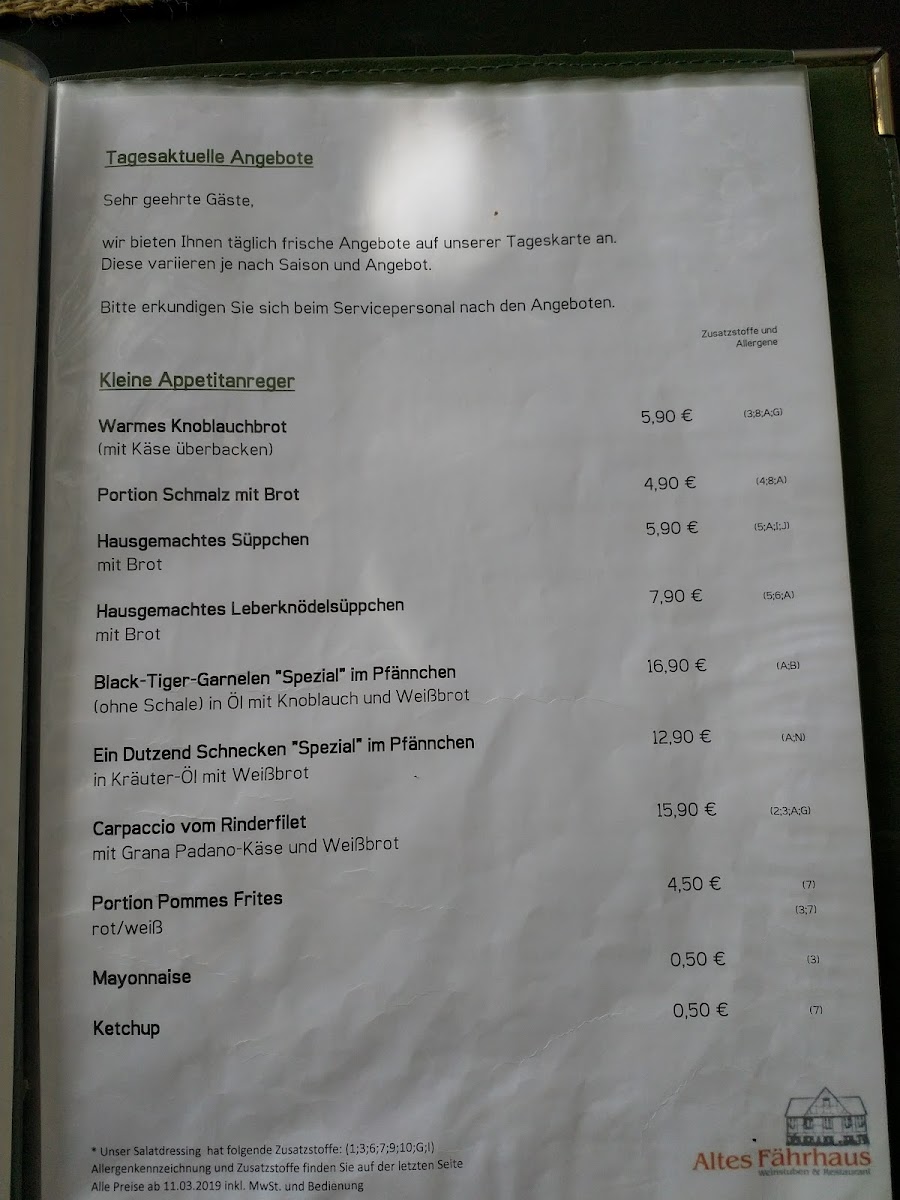 Tagesaktuelle Angebote
Sehr geehrte Gäste,
wir bieten Ihnen täglich frische Angebote auf unserer Tageskarte an.
Diese variieren je nach Saison und Angebot.
Bitte erkundigen Sie sich beim Servicepersonal nach den Angeboten.
Zusatzstoffe und
Allergene
Kleine Appetitanreger
Warmes Knoblauchbrot 5,90 € (3;8;A;G)
(mit Käse überbacken)
Portion Schmalz mit Brot 4,90 € (4;8;A)
Hausgemachtes Süppchen 5,90 € (5;A;I;J)
mit Brot
Hausgemachtes Leberknödelsüppchen 7,90 € (5;6;A)
mit Brot
Black-Tiger-Garnelen "Spezial" im Pfännchen 16,90 € (A;B)
(ohne Schale) in Öl mit Knoblauch und Weißbrot
Ein Dutzend Schnecken "Spezial" im Pfännchen 12,90 € (A;N)
in Kräuter-Öl mit Weißbrot
Carpaccio vom Rinderfilet 15,90 € (2;3;A;G)
mit Grana Padano-Käse und Weißbrot
Portion Pommes Frites 4,50 € (7)
rot/weiß (3;7)
Mayonnaise 0,50 € (3)
Ketchup 0,50 € (7)
* Unser Salatdressing hat folgende Zusatzstoffe: (1;3;6;7;9;10;G;I)
Allergenkennzeichnung und Zusatzstoffe finden Sie auf der letzten Seite
Alle Preise ab 11.03.2019 inkl. MwSt. und Bedienung
Altes Fährhaus
Weinstuben & Restaurant